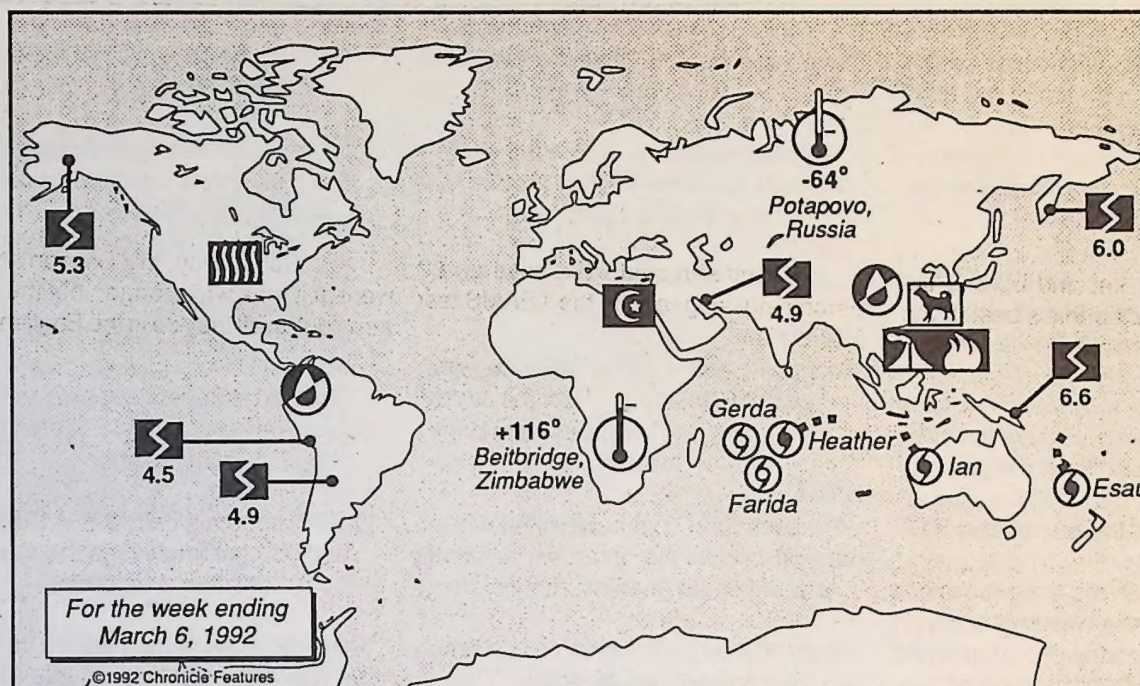 -64°
Potapovo,
Russia
5.3
6.0
4.9
6.6
+116°
Beitbridge,
Zimbabwe
Gerda
Heather
Farida
Ian
Esau
4.5
4.9
For the week ending
March 6, 1992
©1992 Chronicle Features